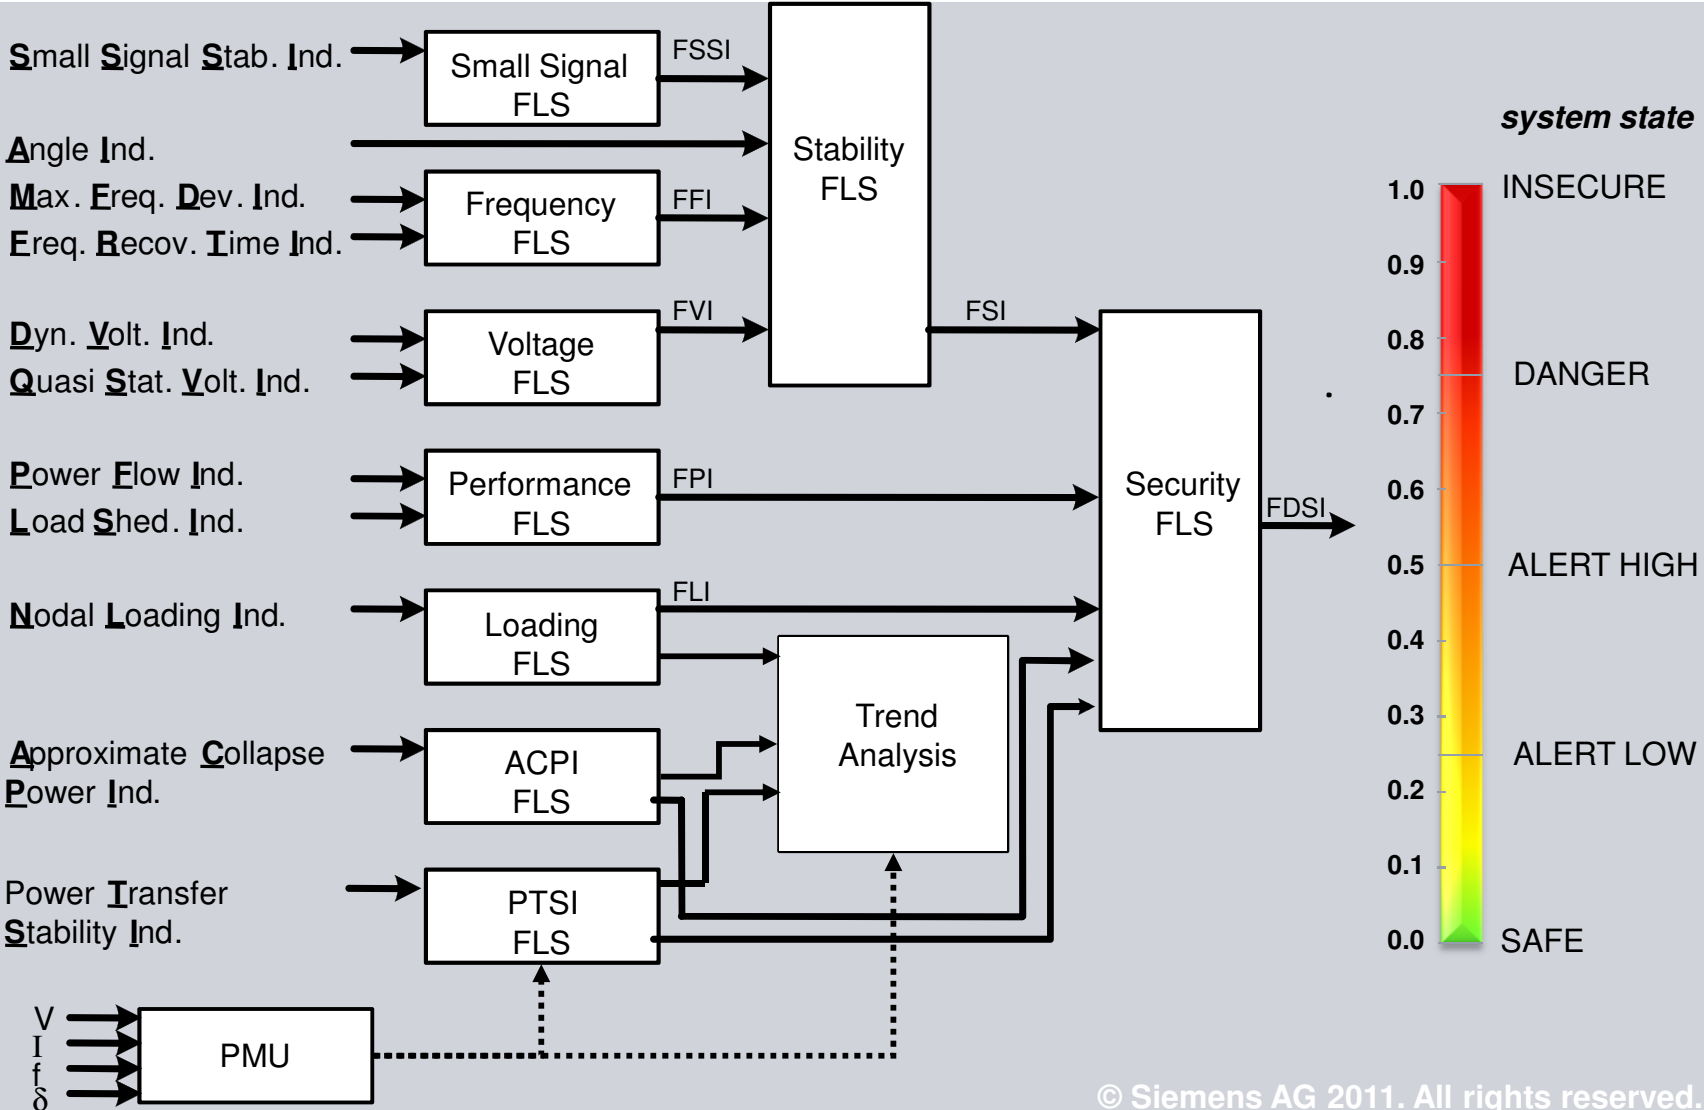 Small Signal Stab. Ind.
Small Signal
FLS
FSSI
Angle Ind.
Max. Freq. Dev. Ind.
Freq. Recov. Time Ind.
Frequency
FLS
FFI
Stability
FLS
Dyn. Volt. Ind.
Quasi Stat. Volt. Ind.
Voltage
FLS
FVI
FSI
Power Flow Ind.
Load Shed. Ind.
Performance
FLS
FPI
Security
FLS
FDSI
Nodal Loading Ind.
Loading
FLS
FLI
Trend
Analysis
Approximate Collapse
Power Ind.
ACPI
FLS
Power Transfer
Stability Ind.
PTSI
FLS
V
I
f
δ
PMU
system state
1.0 INSECURE
0.9
0.8
DANGER
0.7
0.6
0.5 ALERT HIGH
0.4
0.3
ALERT LOW
0.2
0.1
0.0 SAFE
© Siemens AG 2011. All rights reserved.